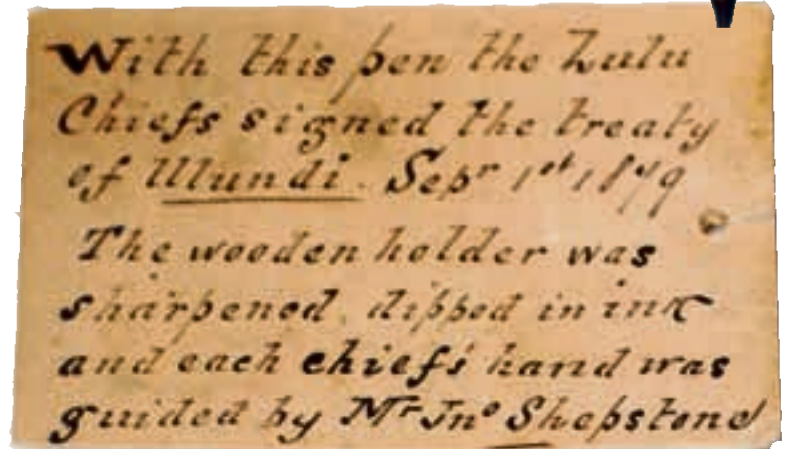 With this pen the Zulu
Chiefs signed the treaty
of Ulundi. Sepr 1st 1879
The wooden holder was
sharpened, dipped in ink
and each chiefs hand was
guided by Mr Jno Shepstone